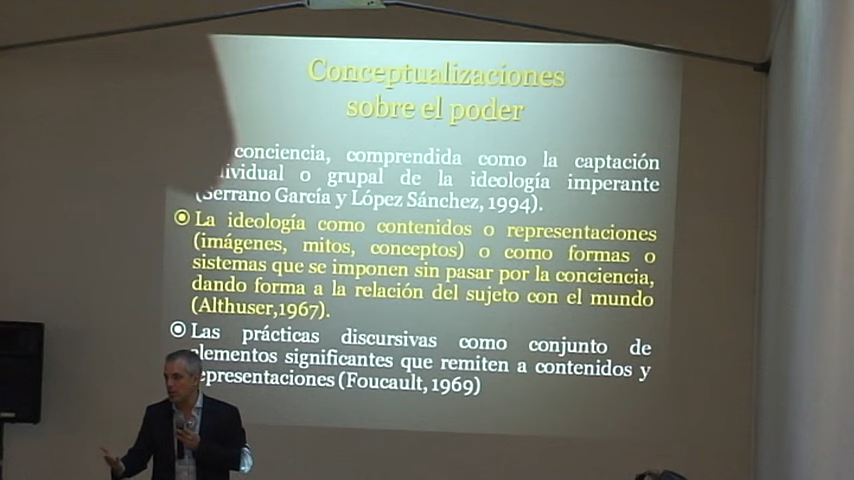 Conceptualizaciones
sobre el poder
conciencia, comprendida como la captación
o grupal de la ideología imperante
(Serrano García y López Sánchez, 1994).
La ideología como contenidos o representaciones
(imágenes, mitos, conceptos) o como formas o
sistemas que se imponen sin pasar por la conciencia,
dando forma a la relación del sujeto con el mundo
(Althuser,1967).
Las prácticas discursivas como conjunto de
elementos significantes que remiten a contenidos y
representaciones (Foucault, 1969)